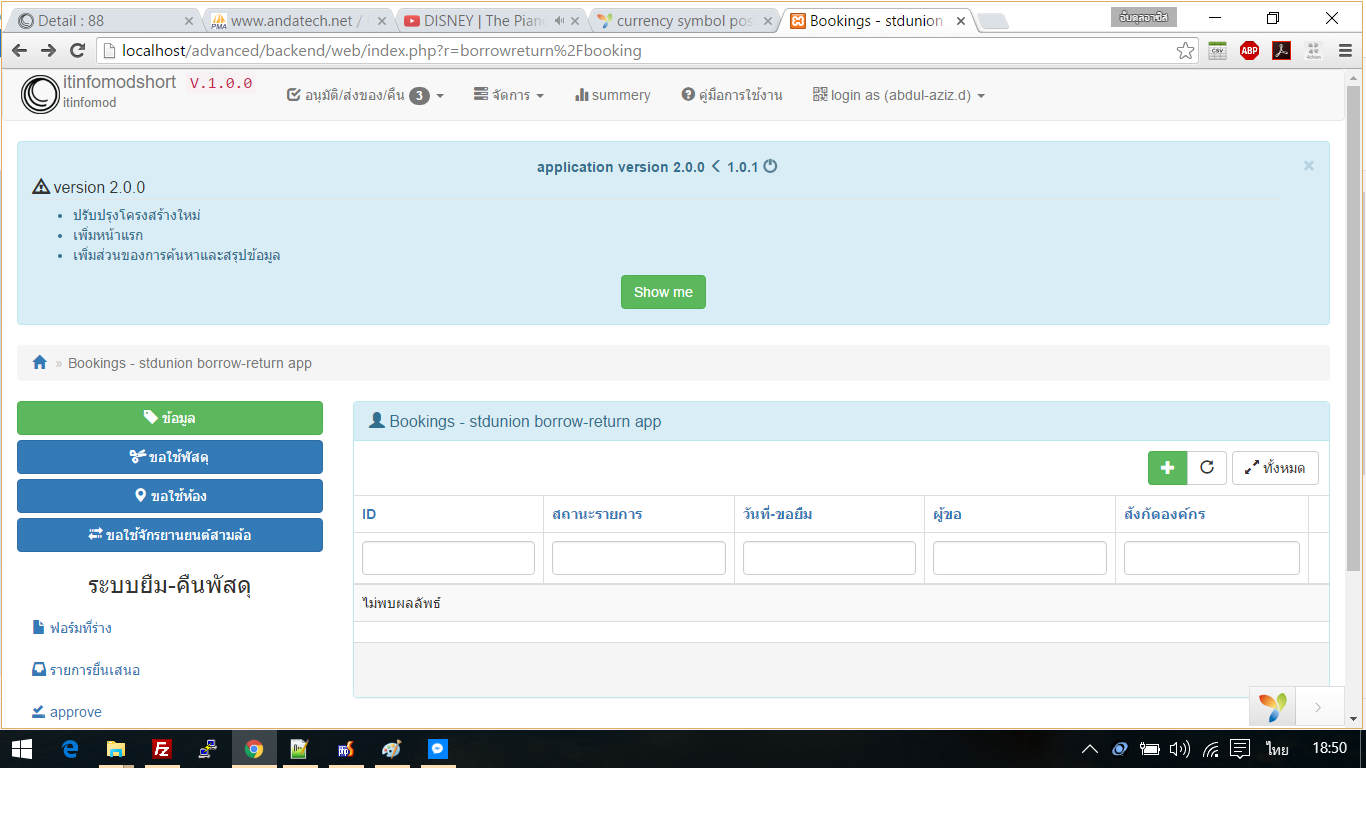 Detail : 88
www.andatech.net /
DISNEY | The Pian
currency symbol pos
Bookings - stdunion
อับดุลอาซิส
localhost/advanced/backend/web/index.php?r=borrowreturn%2Fbooking
CSV
ABP
itinfomodshort V.1.0.0
itinfomod
อนุมัติ/ส่งของ/คืน 3
จัดการ
summery
คู่มือการใช้งาน
login as (abdul-aziz.d)
application version 2.0.0 < 1.0.1
×
version 2.0.0
ปรับปรุงโครงสร้างใหม่
เพิ่มหน้าแรก
เพิ่มส่วนของการค้นหาและสรุปข้อมูล
Show me
» Bookings - stdunion borrow-return app
ข้อมูล
ขอใช้พัสดุ
ขอใช้ห้อง
ขอใช้จักรยานยนต์สามล้อ
ระบบยืม-คืนพัสดุ
ฟอร์มที่ร่าง
รายการยื่นเสนอ
approve
Bookings - stdunion borrow-return app
ทั้งหมด
ID
สถานะรายการ
วันที่-ขอยืม
ผู้ขอ
สังกัดองค์กร
ไม่พบผลลัพธ์
ไทย
18:50